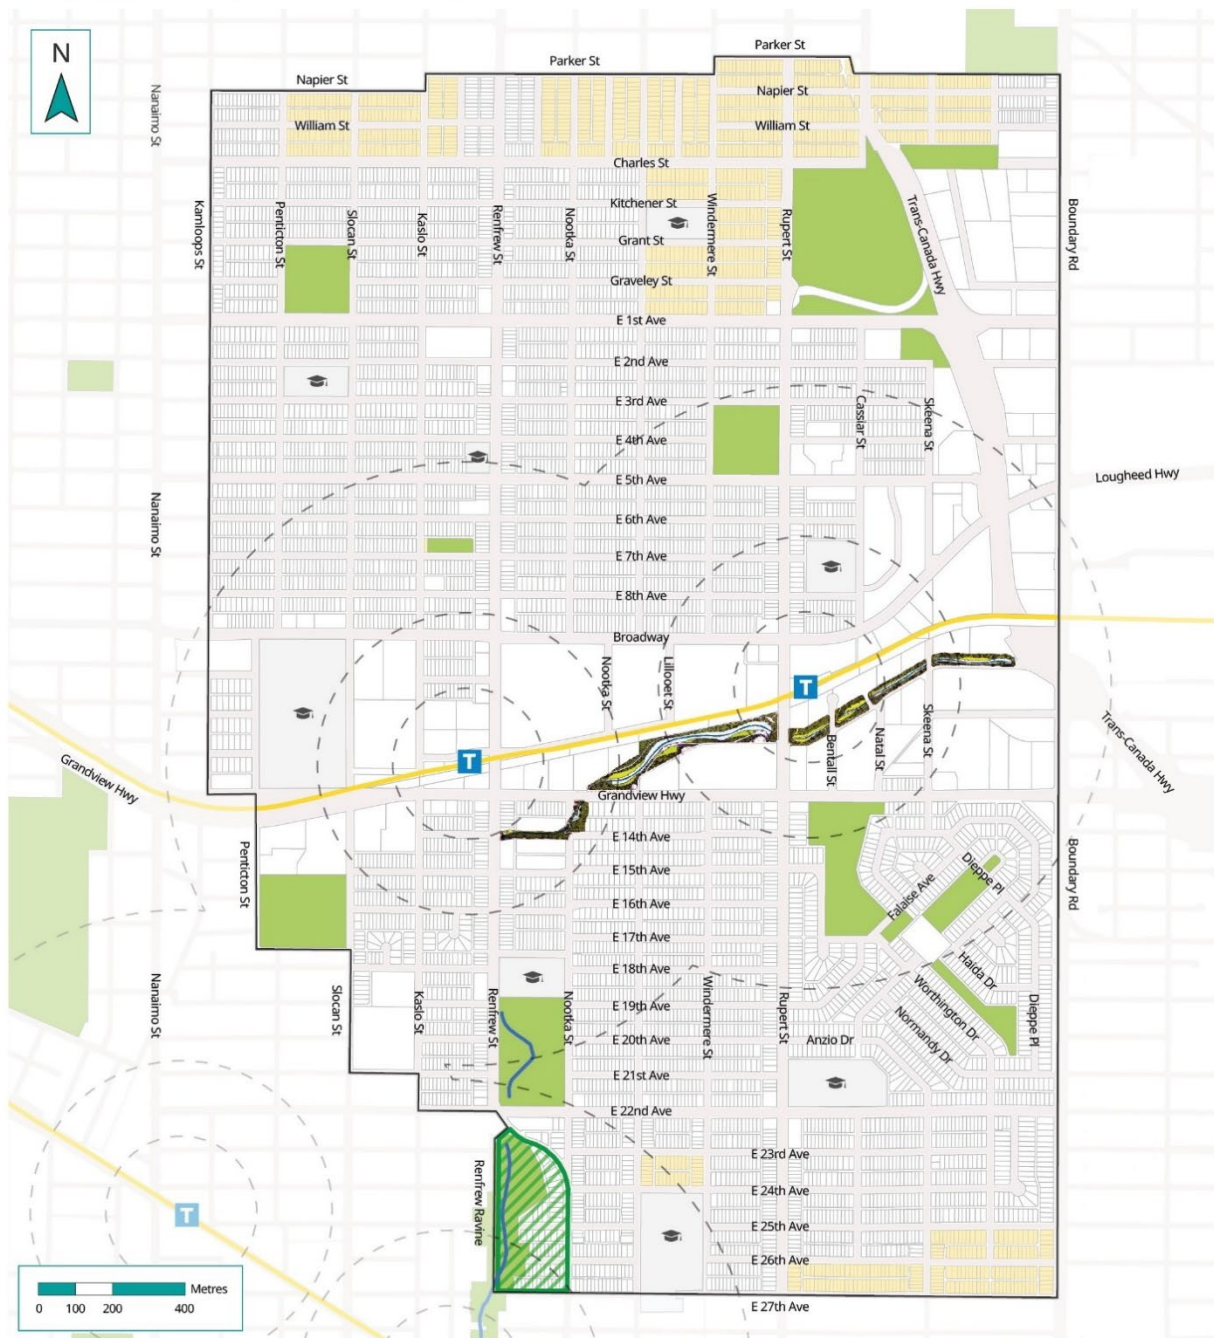 N
Parker St
Parker St
Napier St
Napier St
William St
William St
Nanaimo St
Charles St
Kitchener St
Grant St
Graveley St
Kamloops St
Penticton St
Slocan St
Kaslo St
Renfrew St
Nootka St
Windermere St
Rupert St
Trans-Canada Hwy
Boundary Rd
E 1st Ave
E 2nd Ave
E 3rd Ave
Cassiar St
Skeena St
E 4th Ave
E 5th Ave
Lougheed Hwy
Nanaimo St
E 6th Ave
E 7th Ave
E 8th Ave
Broadway
Nootka St
Lillooet St
T
T
Bentall St
Natal St
Skeena St
Trans-Canada Hwy
Grandview Hwy
Grandview Hwy
E 14th Ave
Penticton St
E 15th Ave
Dieppe Pl
Boundary Rd
Falaise Ave
E 16th Ave
E 17th Ave
E 18th Ave
Haida Dr
Nanaimo St
Slocan St
Kaslo St
Renfrew St
Nootka St
E 19th Ave
Windermere St
Rupert St
Worthington Dr
Normandy Dr
Dieppe Pl
E 20th Ave
Anzio Dr
E 21st Ave
E 22nd Ave
E 23rd Ave
Renfrew Ravine
E 24th Ave
T
E 25th Ave
E 26th Ave
E 27th Ave
Metres
0 100 200 400